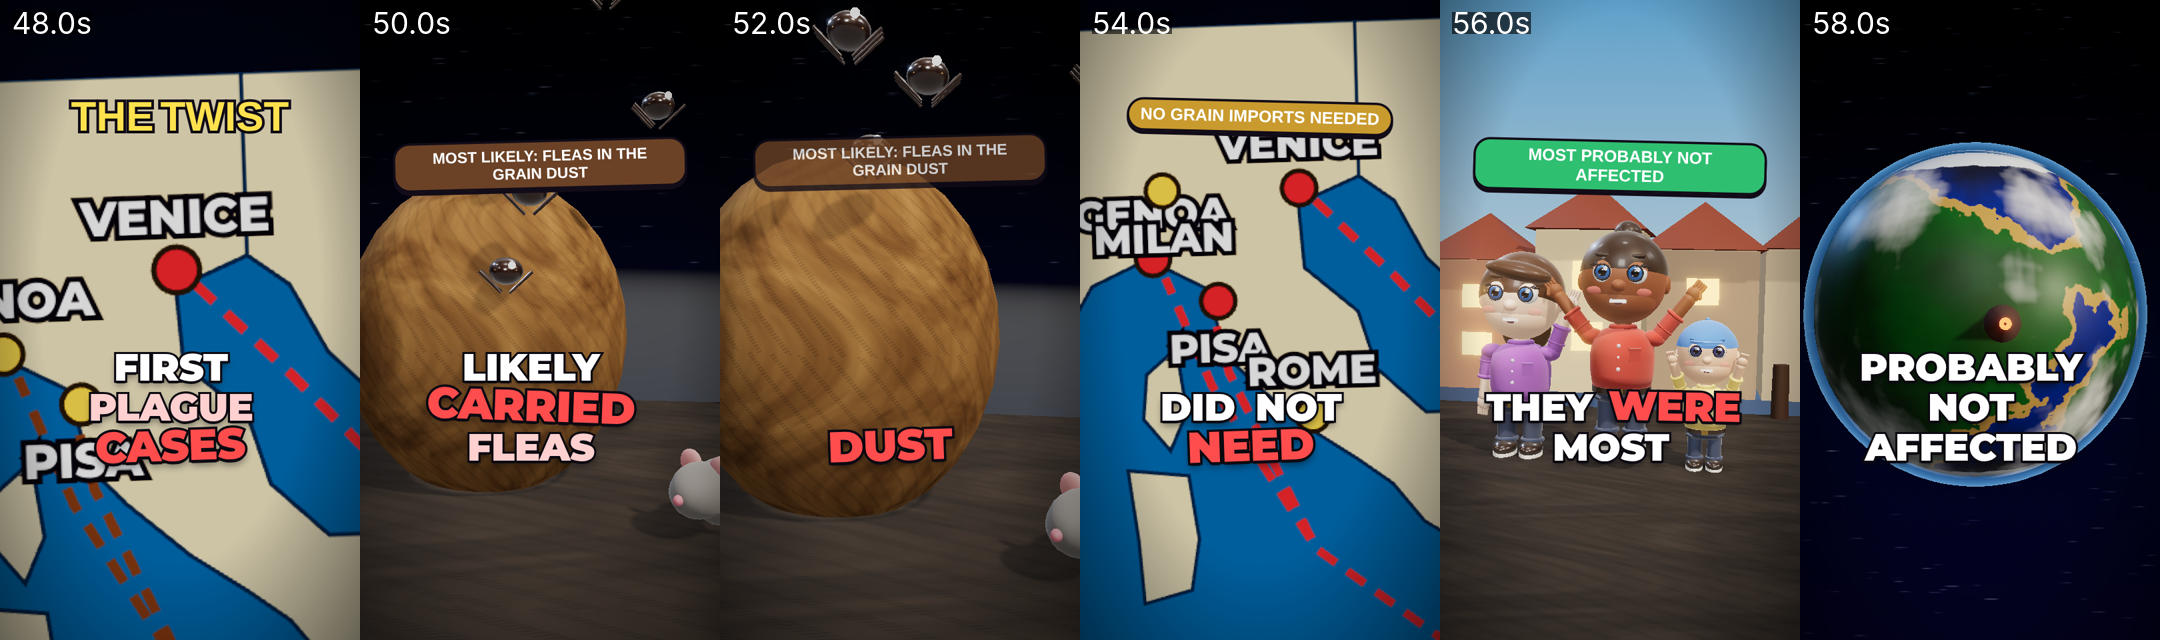 48.0s
THE TWIST
VENICE
NOA
FIRST
PLAGUE
CASES
PISA
50.0s
MOST LIKELY: FLEAS IN THE
GRAIN DUST
LIKELY
CARRIED
FLEAS
52.0s
MOST LIKELY: FLEAS IN THE
GRAIN DUST
DUST
54.0s
NO GRAIN IMPORTS NEEDED
VENICE
GENOA
MILAN
PISA
ROME
DID NOT
NEED
56.0s
MOST PROBABLY NOT
AFFECTED
THEY WERE
MOST
58.0s
PROBABLY
NOT
AFFECTED